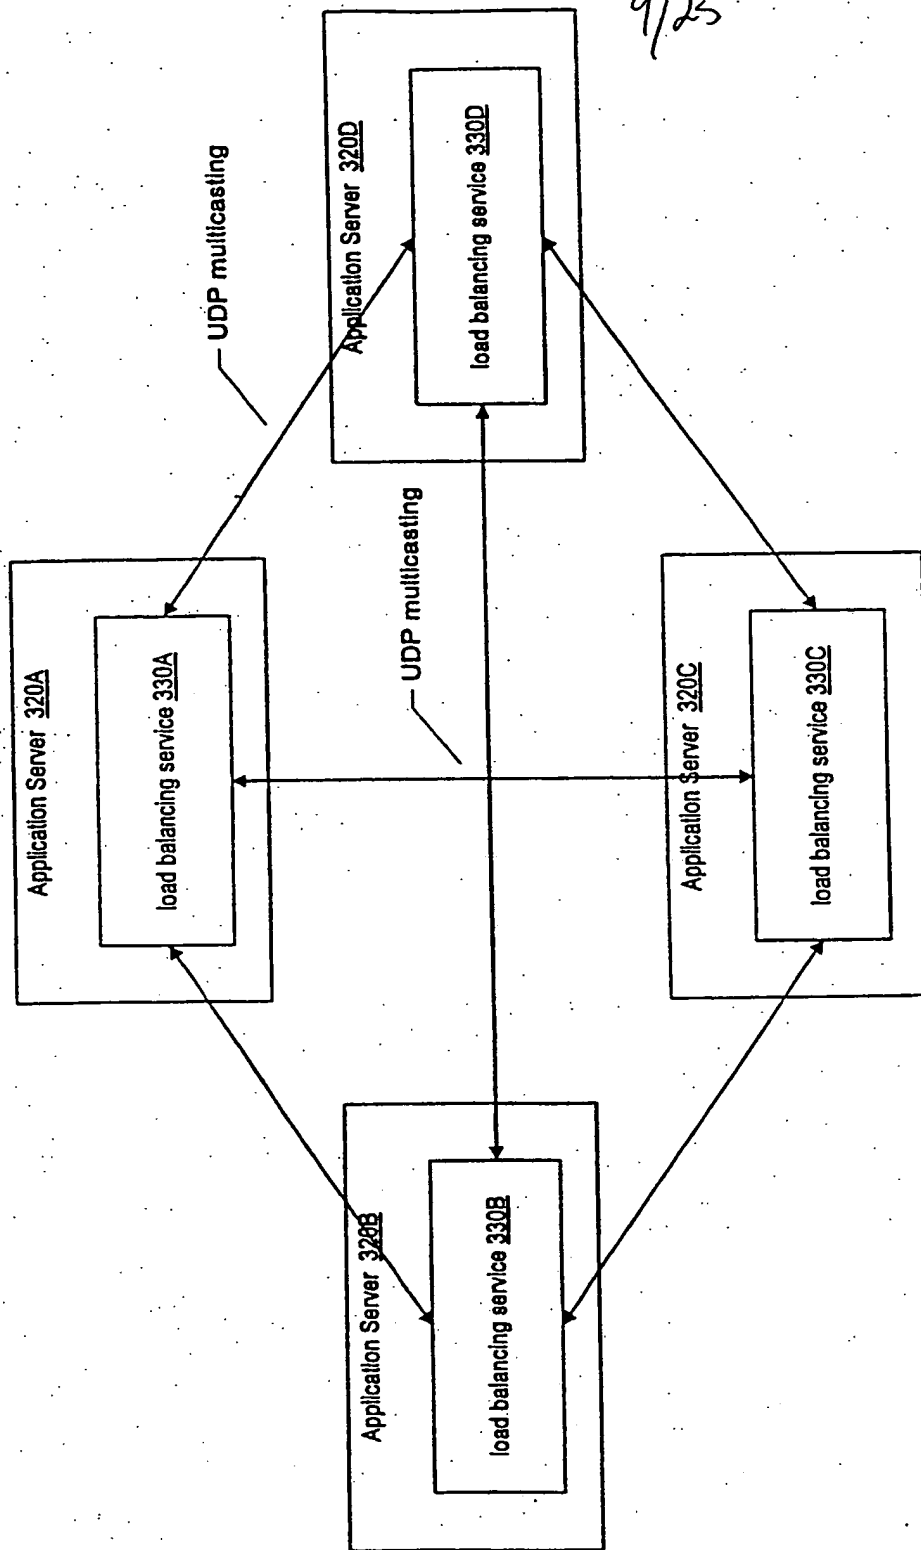 9/25
UDP multicasting
Application Server 320A
load balancing service 330A
UDP multicasting
Application Server 320B
load balancing service 330B
Application Server 320D
load balancing service 330D
Application Server 320C
load balancing service 330C